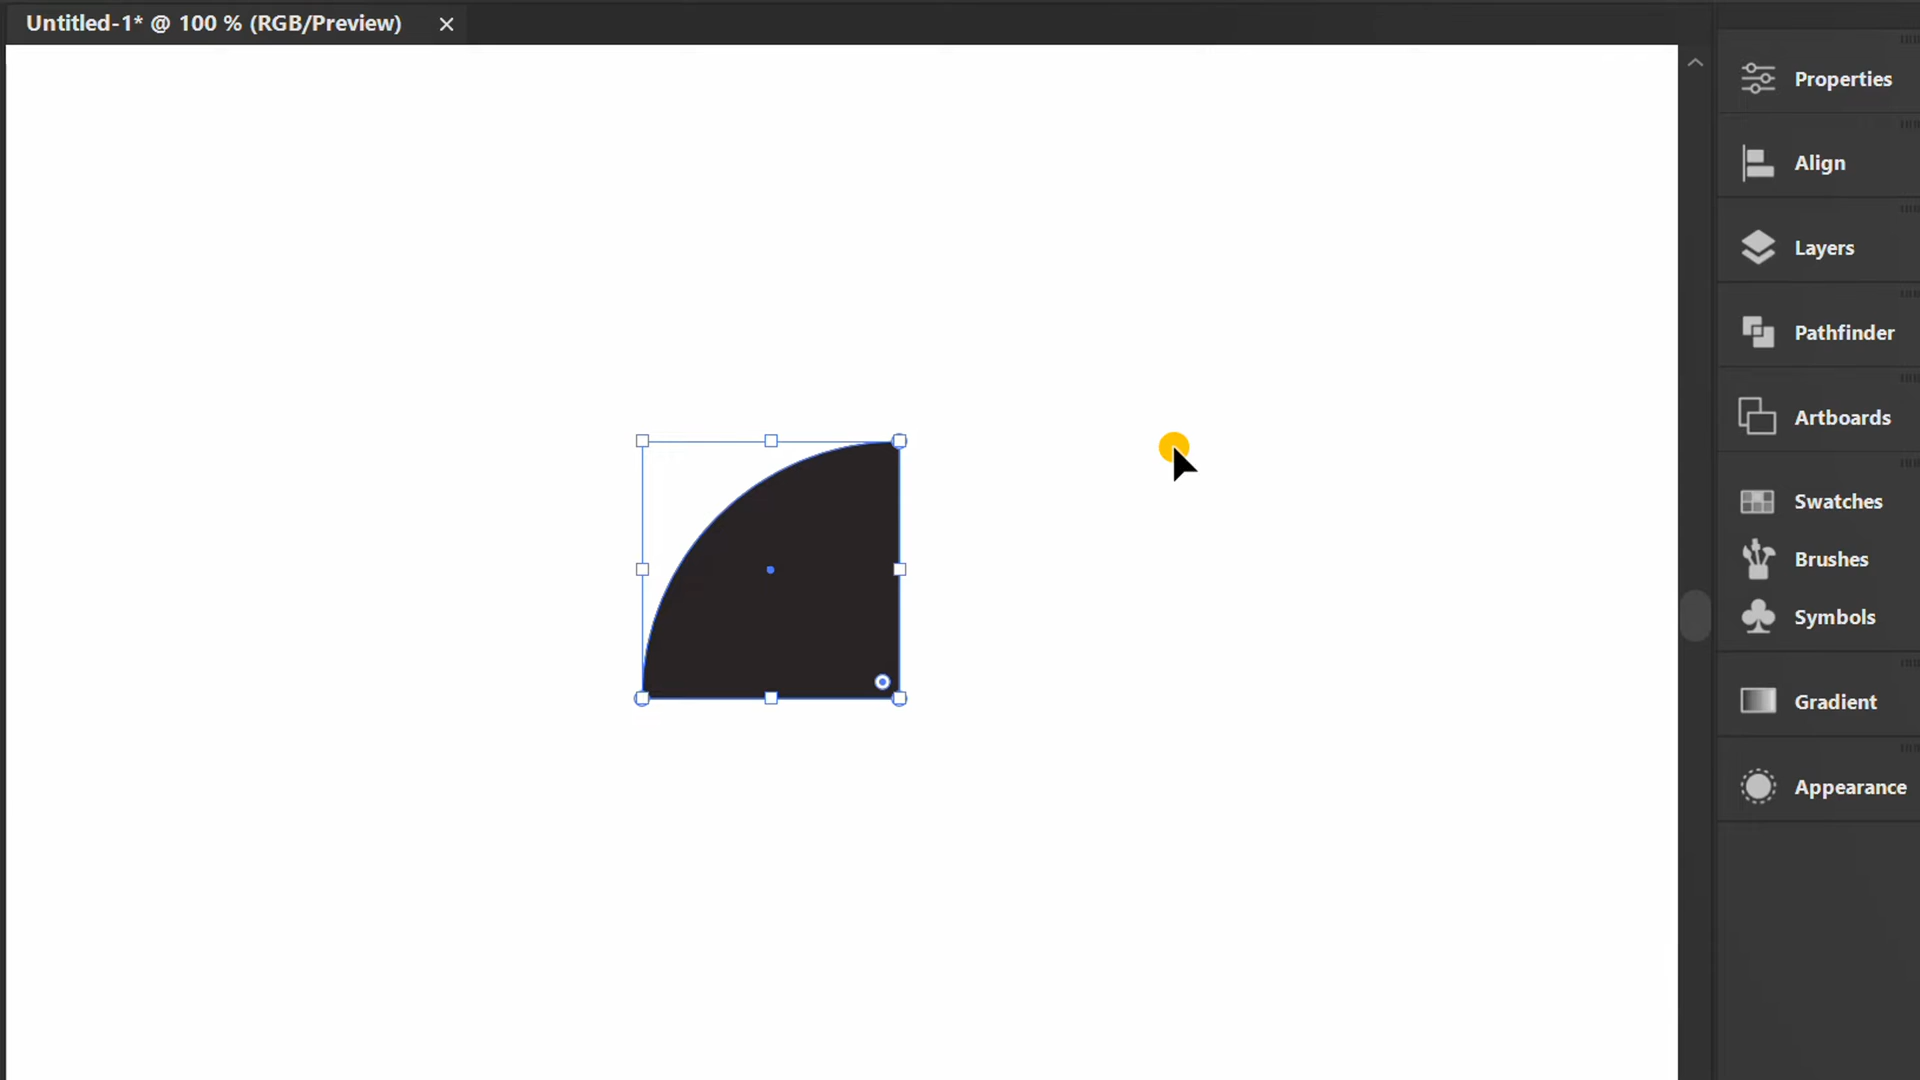 Untitled-1* @ 100 % (RGB/Preview)
Properties
Align
Layers
Pathfinder
Artboards
Swatches
Brushes
Symbols
Gradient
Appearance